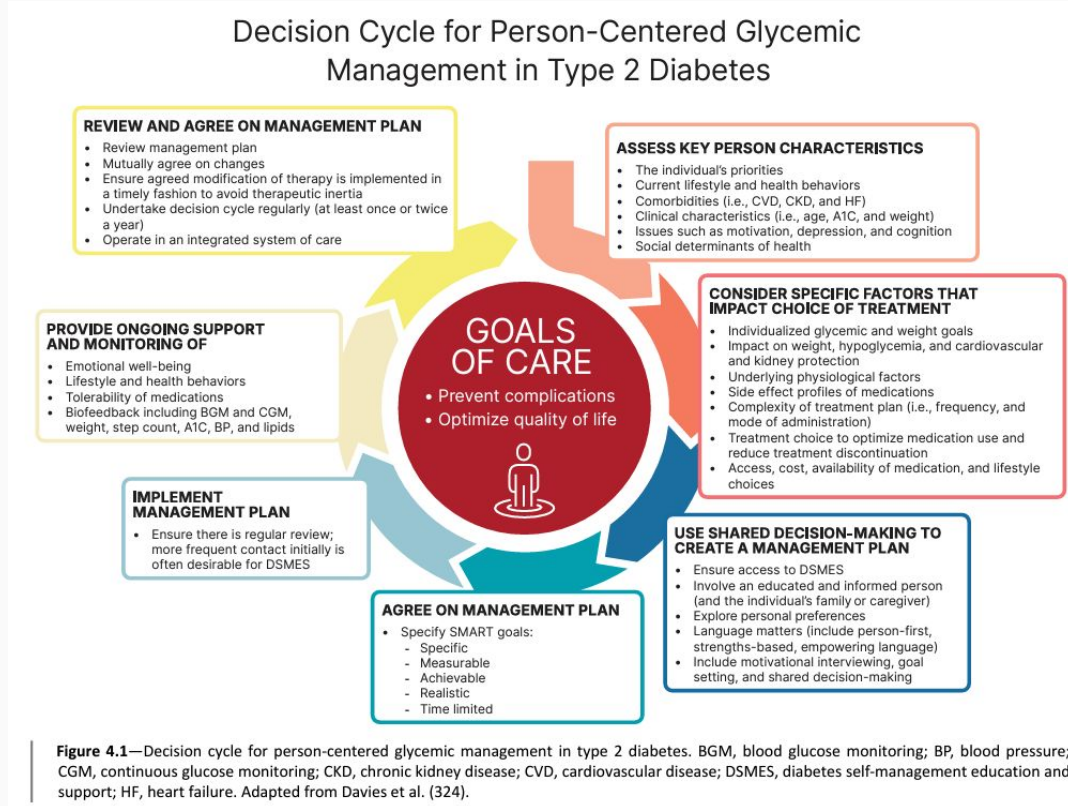 Decision Cycle for Person-Centered Glycemic
Management in Type 2 Diabetes
REVIEW AND AGREE ON MANAGEMENT PLAN
• Review management plan
• Mutually agree on changes
• Ensure agreed modification of therapy is implemented in
a timely fashion to avoid therapeutic inertia
• Undertake decision cycle regularly (at least once or twice
a year)
• Operate in an integrated system of care
ASSESS KEY PERSON CHARACTERISTICS
• The individual's priorities
• Current lifestyle and health behaviors
• Comorbidities (i.e., CVD, CKD, and HF)
• Clinical characteristics (i.e., age, A1C, and weight)
• Issues such as motivation, depression, and cognition
• Social determinants of health
CONSIDER SPECIFIC FACTORS THAT
IMPACT CHOICE OF TREATMENT
• Individualized glycemic and weight goals
• Impact on weight, hypoglycemia, and cardiovascular
and kidney protection
• Underlying physiological factors
• Side effect profiles of medications
• Complexity of treatment plan (i.e., frequency, and
mode of administration)
• Treatment choice to optimize medication use and
reduce treatment discontinuation
• Access, cost, availability of medication, and lifestyle
choices
USE SHARED DECISION-MAKING TO
CREATE A MANAGEMENT PLAN
• Ensure access to DSMES
• Involve an educated and informed person
(and the individual's family or caregiver)
• Explore personal preferences
• Language matters (include person-first,
strengths-based, empowering language)
• Include motivational interviewing, goal
setting, and shared decision-making
AGREE ON MANAGEMENT PLAN
• Specify SMART goals:
- Specific
- Measurable
- Achievable
- Realistic
- Time limited
IMPLEMENT
MANAGEMENT PLAN
• Ensure there is regular review;
more frequent contact initially is
often desirable for DSMES
PROVIDE ONGOING SUPPORT
AND MONITORING OF
• Emotional well-being
• Lifestyle and health behaviors
• Tolerability of medications
• Biofeedback including BGM and CGM,
weight, step count, A1C, BP, and lipids
GOALS
OF CARE
• Prevent complications
• Optimize quality of life
Figure 4.1—Decision cycle for person-centered glycemic management in type 2 diabetes. BGM, blood glucose monitoring; BP, blood pressure;
CGM, continuous glucose monitoring; CKD, chronic kidney disease; CVD, cardiovascular disease; DSMES, diabetes self-management education and
support; HF, heart failure. Adapted from Davies et al. (324).